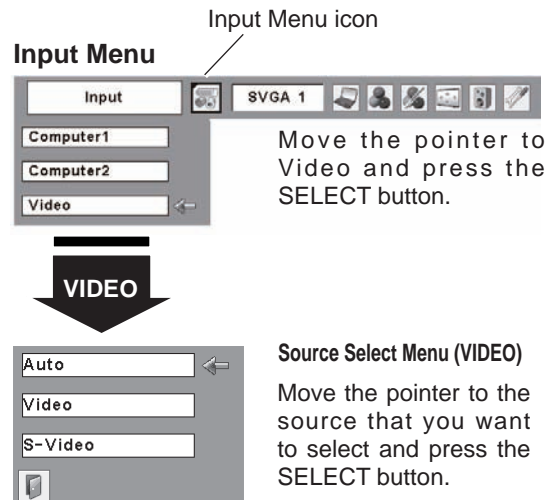 Input Menu icon
Input Menu
Input
SVGA 1
Computer1
Computer2
Video
Move the pointer to
Video and press the
SELECT button.
VIDEO
Auto
Video
S-Video
Source Select Menu (VIDEO)
Move the pointer to the
source that you want
to select and press the
SELECT button.